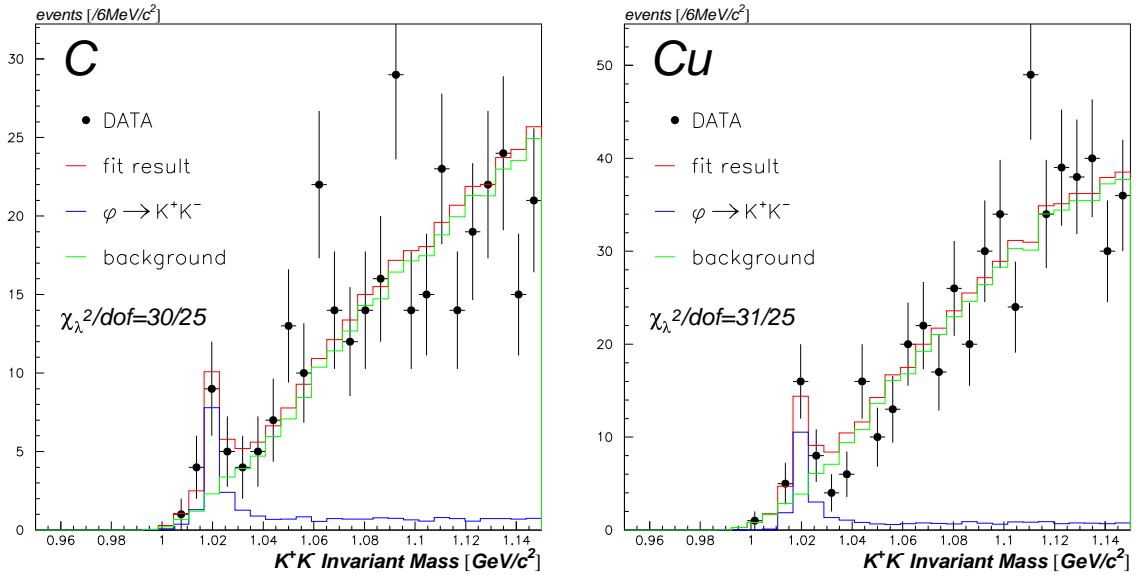 events [/6MeV/c²]
C
DATA
fit result
φ → K⁺K⁻
background
χλ²/dof=30/25
30
25
20
15
10
5
0
0.96 0.98 1 1.02 1.04 1.06 1.08 1.1 1.12 1.14
K⁺K⁻ Invariant Mass [GeV/c²]
events [/6MeV/c²]
Cu
DATA
fit result
φ → K⁺K⁻
background
χλ²/dof=31/25
50
40
30
20
10
0
0.96 0.98 1 1.02 1.04 1.06 1.08 1.1 1.12 1.14
K⁺K⁻ Invariant Mass [GeV/c²]